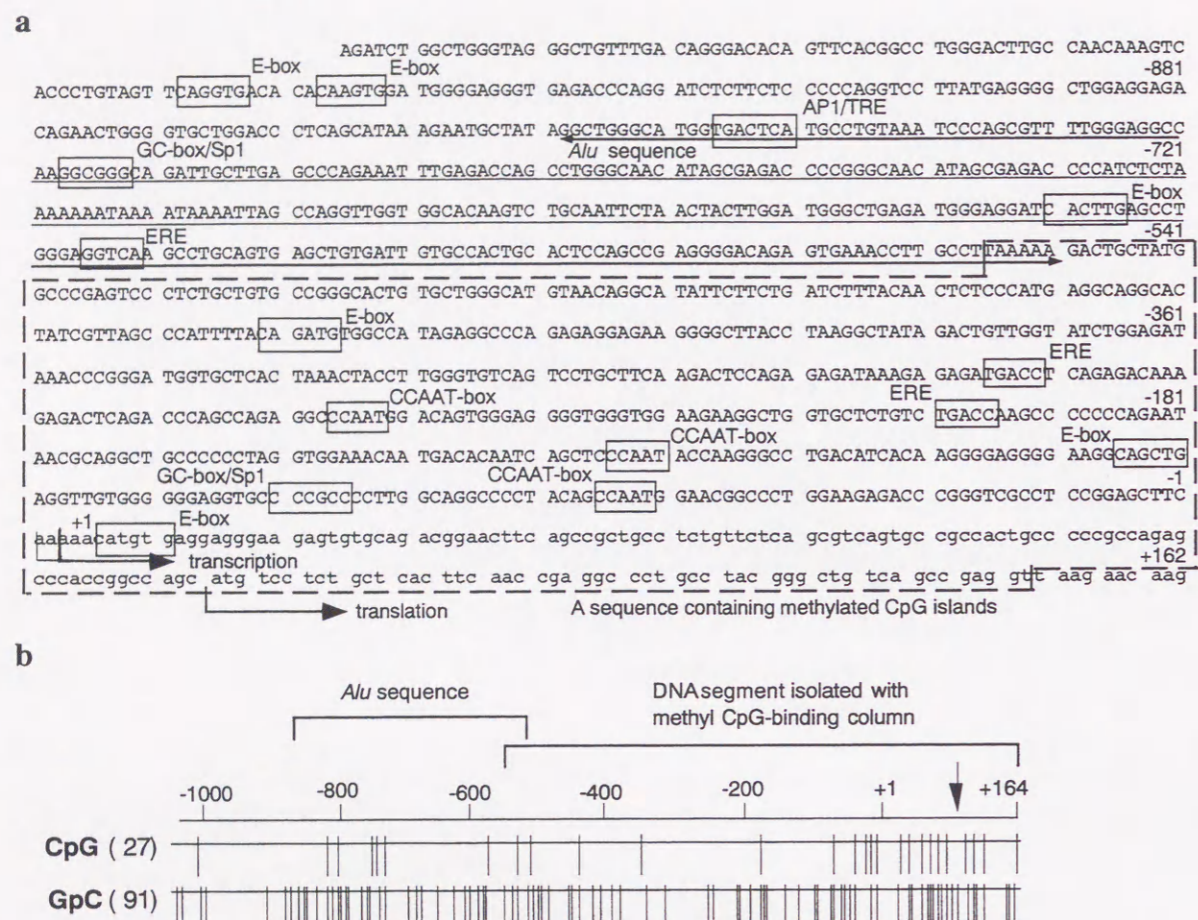 a
AGATCT GGCTGGGTAG GGCTGTTTGA CAGGGACACA GTTCACGGCC TGGGACTTGC CAACAAAGTC
E-box E-box -881
ACCCTGTAGT TCAGGTGACA CACAAGTGGA TGGGGAGGGT GAGACCCAGG ATCTCTTCTC CCCCAGGTCC TTATGAGGGG CTGGAGGAGA
AP1/TRE
CAGAACTGGG GTGCTGGACC CTCAGCATAA AGAATGCTATA GGCTGGGCA TGGTGACTCA TGCCTGTAAA TCCCAGCGTT TTGGGAGGCC
GC-box/Sp1 Alu sequence -721
AAGGCGGGCA GATTGCTTGA GCCCAGAAAT TTGAGACCAG CCTGGGCAAC ATAGCGAGAC CCCGGGCAAC ATAGCGAGAC CCCATCTCTA
E-box
AAAAAATAAA ATAAAATTAG CCAGGTTGGT GGCACAAGTC TGCAATTCTA ACTACTTGGA TGGGCTGAGA TGGGAGGATC ACTTGAGCCT
ERE -541
GGGAGGTCAA GCCTGCAGTG AGCTGTGATT GTGCCACTGC ACTCCAGCCG AGGGGACAGA GTGAAACCTT GCCTTAAAAA GACTGCTATG
GCCCGAGTCC CTCTGCTGTG CCGGGCACTG TGCTGGGCAT GTAACAGGCA TATTCTTCTG ATCTTTACAA CTCTCCCATG AGGCAGGCAC
E-box -361
TATCGTTAGC CCATTTTACA GATGTGGCCA TAGAGGCCCA GAGAGGAGAA GGGGCTTACC TAAGGCTATA GACTGTTGGT ATCTGGAGAT
ERE
AAACCCGGGA TGGTGCTCAC TAAACTACCT TGGGTGTCAG TCCTGCTTCA AGACTCCAGA GAGATAAAGA GAGATGACCT CAGAGACAAA
CCAAT-box ERE -181
GAGACTCAGA CCCAGCCAGA GGCCCAATGG ACAGTGGGAG GGGTGGGTGG AAGAAGGCTG GTGCTCTGTC TGACCAAGCC CCCCCAGAAT
CCAAT-box E-box
AACGCAGGCT GCCCCCCTAG GTGGAAACAA TGACACAATC AGCTCCCAAT ACCAAGGGCC TGACATCACA AGGGGAGGGG AAGGCAGCTG
GC-box/Sp1 CCAAT-box -1
AGGTTGTGGG GGGAGGTGCC CCCGCCCCTTG GCAGGCCCCT ACAGCCAATG GAACGGCCCT GGAAGAGACC CGGGTCGCCT CCGGAGCTTC
+1 E-box
aaaaacatgtg aggagggaa gagtgtgcag acggaacttc agccgctgcc tctgttctca gcgtcagtgc cgccactgcc cccgccagag
transcription +162
cccaccggcc agc atg tcc tct gct cac ttc aac cga ggc cct gcc tac ggg ctg tca gcc gag gtt aag aac aag
translation A sequence containing methylated CpG islands
b
Alu sequence DNA segment isolated with
methyl CpG-binding column
-1000 -800 -600 -400 -200 +1 +164
CpG ( 27)
GpC ( 91)